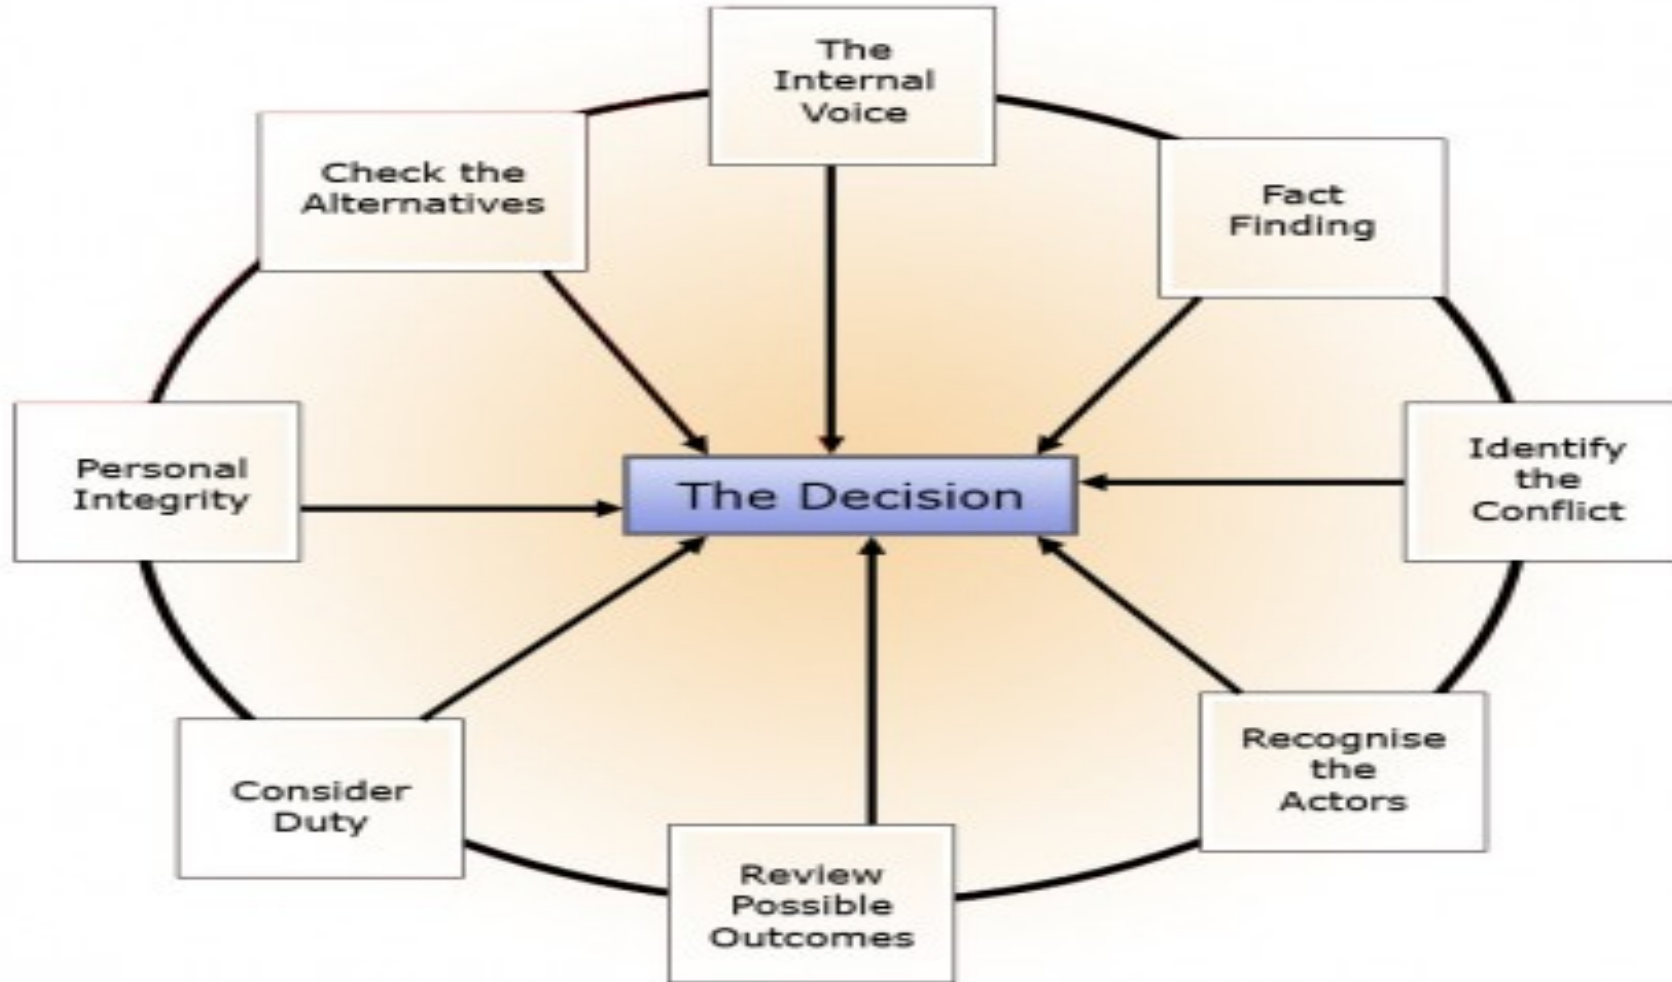 The
Internal
Voice
Check the
Alternatives
Fact
Finding
Personal
Integrity
The Decision
Identify
the
Conflict
Consider
Duty
Review
Possible
Outcomes
Recognise
the
Actors